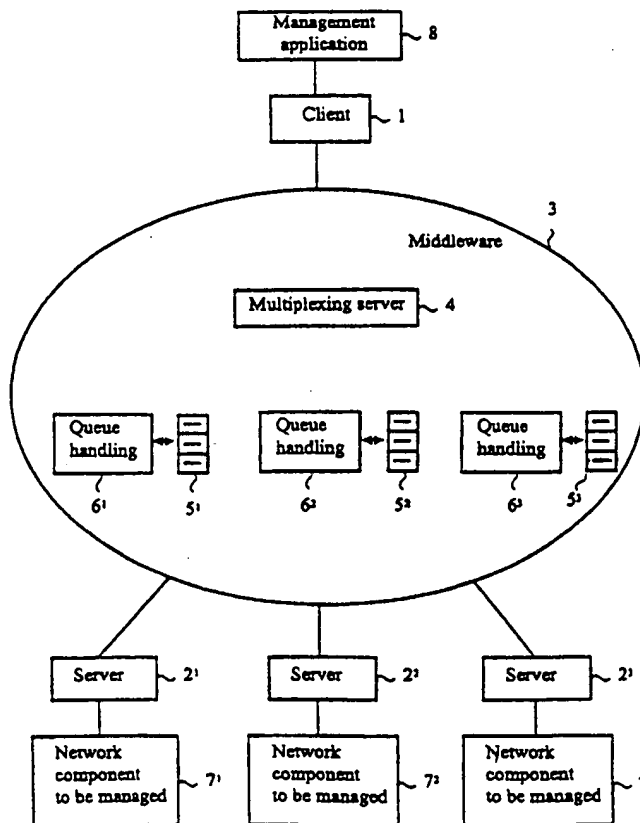 Management
application
8
Client
1
3
Middleware
Multiplexing server
4
Queue
handling
Queue
handling
Queue
handling
6¹
5¹
6²
5²
6³
5³
Server
2¹
Server
2²
Server
2³
Network
component
to be managed
7¹
Network
component
to be managed
7²
Network
component
to be managed